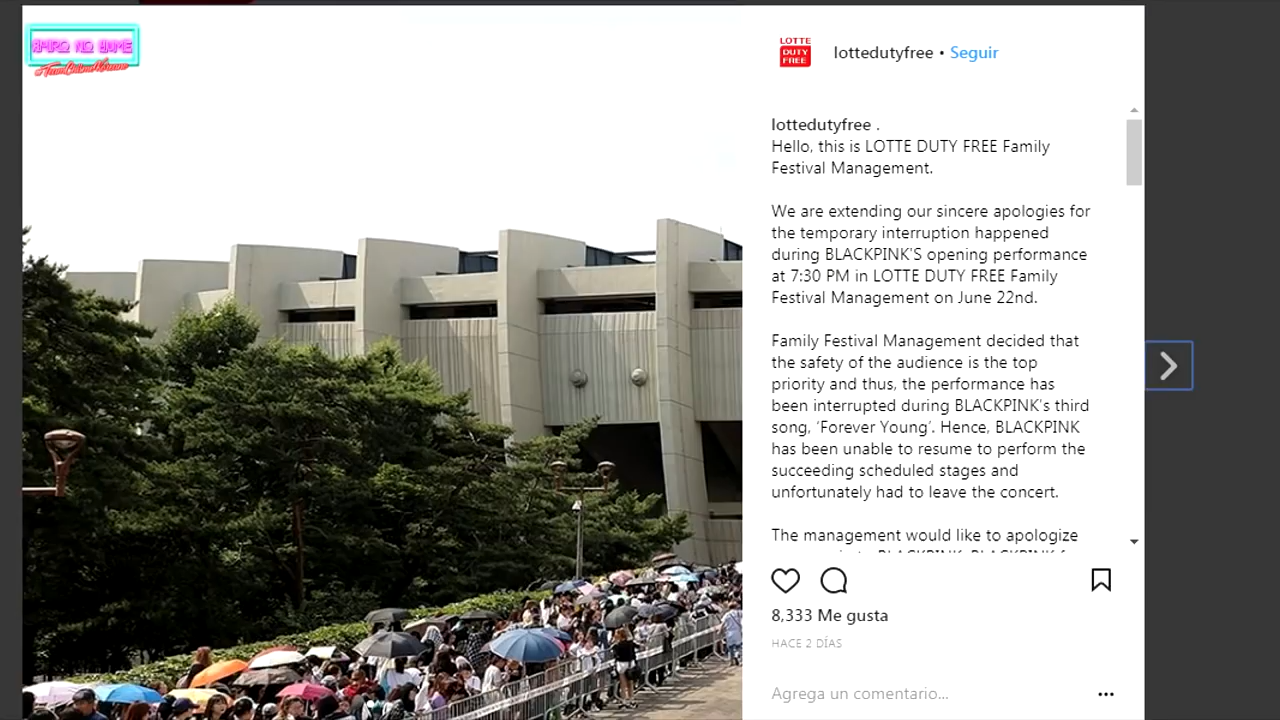 AMIRO NO YUME
LOTTE
DUTY
FREE
lottedutyfree • Seguir
lottedutyfree .
Hello, this is LOTTE DUTY FREE Family
Festival Management.
We are extending our sincere apologies for
the temporary interruption happened
during BLACKPINK'S opening performance
at 7:30 PM in LOTTE DUTY FREE Family
Festival Management on June 22nd.
Family Festival Management decided that
the safety of the audience is the top
priority and thus, the performance has
been interrupted during BLACKPINK's third
song, 'Forever Young'. Hence, BLACKPINK
has been unable to resume to perform the
succeeding scheduled stages and
unfortunately had to leave the concert.
The management would like to apologize
8,333 Me gusta
HACE 2 DÍAS
Agrega un comentario...